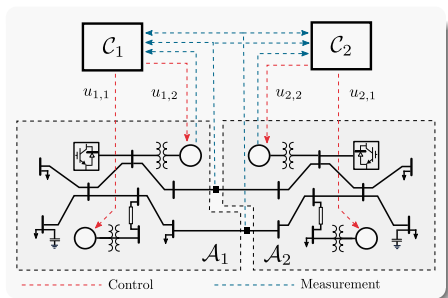 𝒞₁ 𝒞₂
u₁,₁ u₁,₂ u₂,₂ u₂,₁
𝒜₁ 𝒜₂
Control Measurement